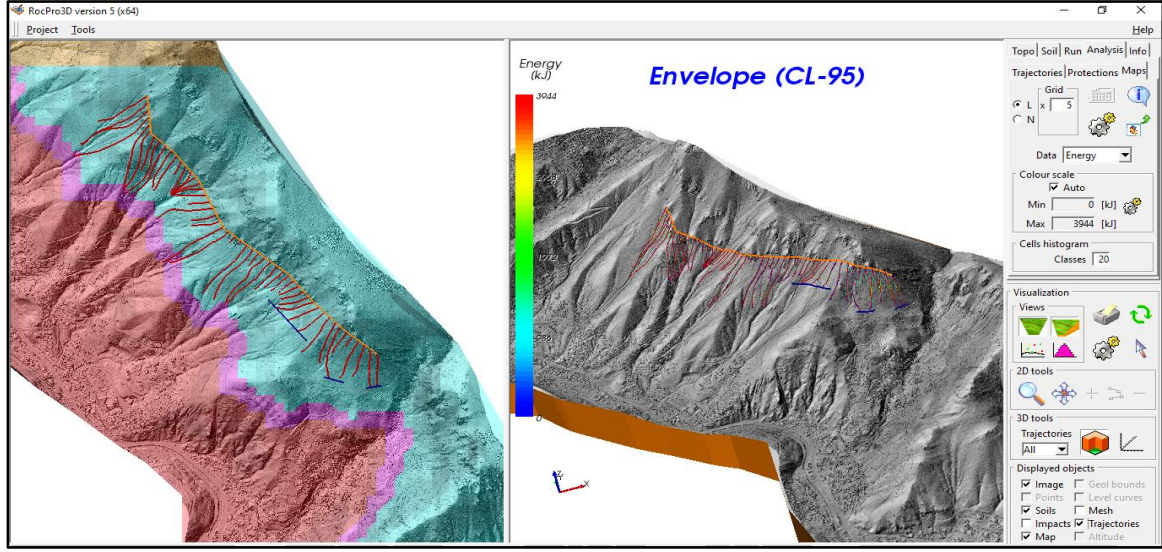 RocPro3D version 5 (x64)
Project Tools
Help
Energy
(kJ)
Envelope (CL-95)
3944
1972
0
Z
X
Topo Soil Run Analysis Info
Trajectories Protections Maps
Grid
L x 5
N
Data Energy
Colour scale
Auto
Min 0 [kJ]
Max 3944 [kJ]
Cells histogram
Classes 20
Visualization
Views
2D tools
3D tools
Trajectories
All
Displayed objects
Image Geol bounds
Points Level curves
Soils Mesh
Impacts Trajectories
Map Altitude